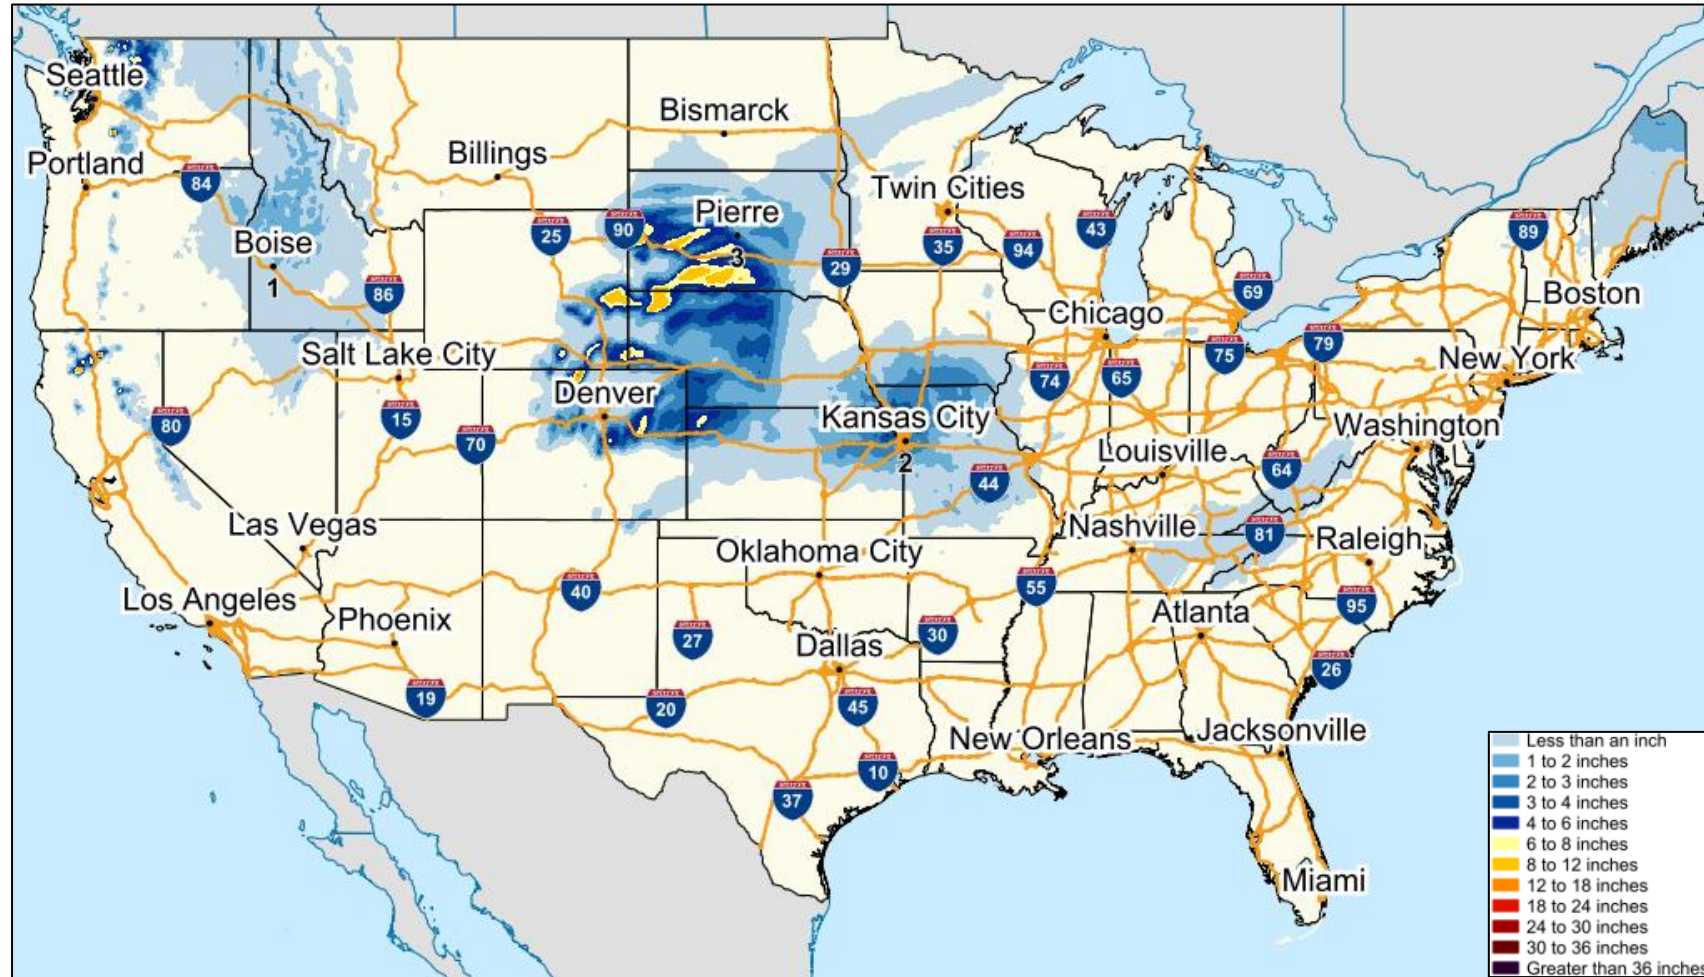 Seattle
Bismarck
Portland
Billings
84
Twin Cities
Pierre
Boise
25
90
3
35
94
43
89
29
1
86
69
Boston
Chicago
Salt Lake City
75
79
New York
Denver
74
65
80
15
70
Kansas City
Washington
Louisville
2
44
64
Las Vegas
Nashville
81
Raleigh
Oklahoma City
Los Angeles
40
55
Phoenix
27
30
Atlanta
95
Dallas
26
19
20
45
New Orleans
Jacksonville
10
37
Miami
Less than an inch
1 to 2 inches
2 to 3 inches
3 to 4 inches
4 to 6 inches
6 to 8 inches
8 to 12 inches
12 to 18 inches
18 to 24 inches
24 to 30 inches
30 to 36 inches
Greater than 36 inches